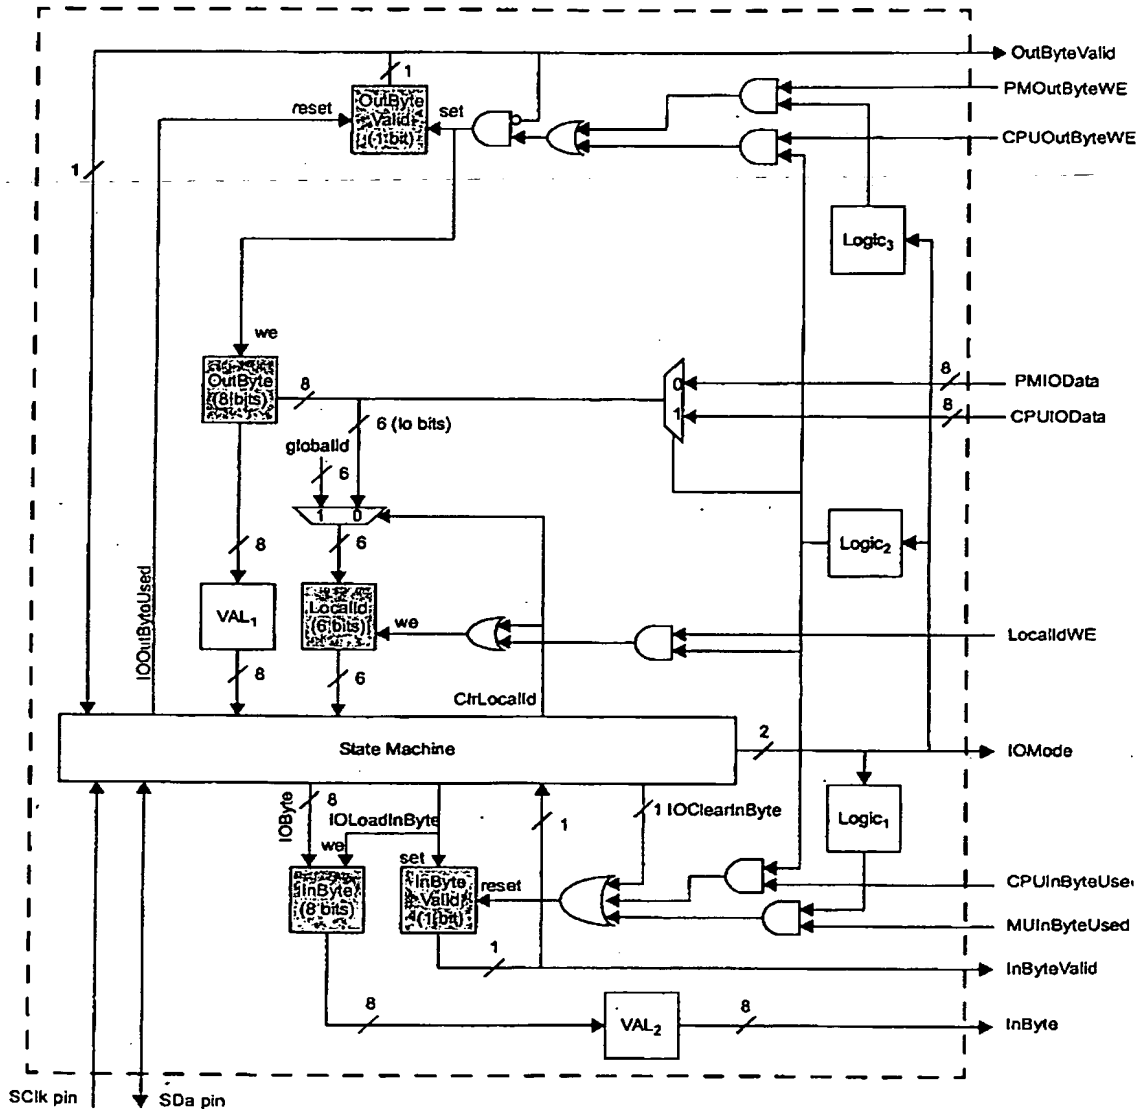 OutByteValid
1
OutByte
Valid
(1 bit)
reset
set
PMOutByteWE
CPUOutByteWE
1
Logic3
we
OutByte
(8 bits)
8
0
1
8
PMIOData
8
CPUIOData
6 (lo bits)
globalId
6
1 0
6
8
Logic2
IOOutByteUsed
VAL1
LocalId
(6 bits)
we
LocalIdWE
8
6
ClrLocalId
State Machine
2
IOMode
IOByte
8
IOLoadInByte
1
1 IOClearInByte
Logic1
we
set
InByte
(8 bits)
InByte
Valid
(1 bit)
reset
CPUInByteUse
MUInByteUsed
1
InByteValid
8
VAL2
8
InByte
SClk pin
SDa pin